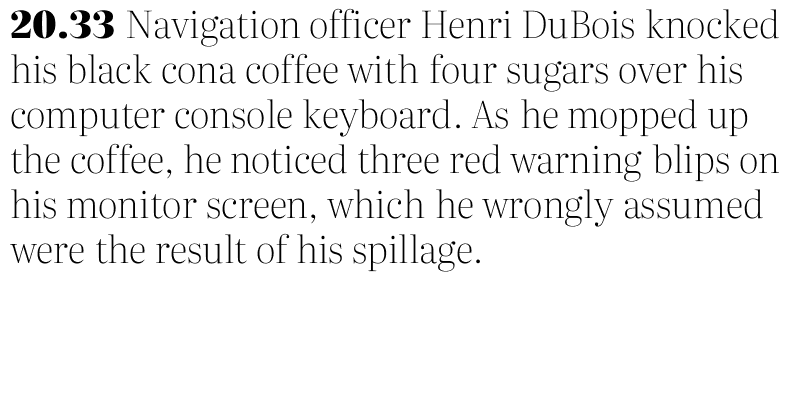 20.33 Navigation officer Henri DuBois knocked
his black cona coffee with four sugars over his
computer console keyboard. As he mopped up
the coffee, he noticed three red warning blips on
his monitor screen, which he wrongly assumed
were the result of his spillage.